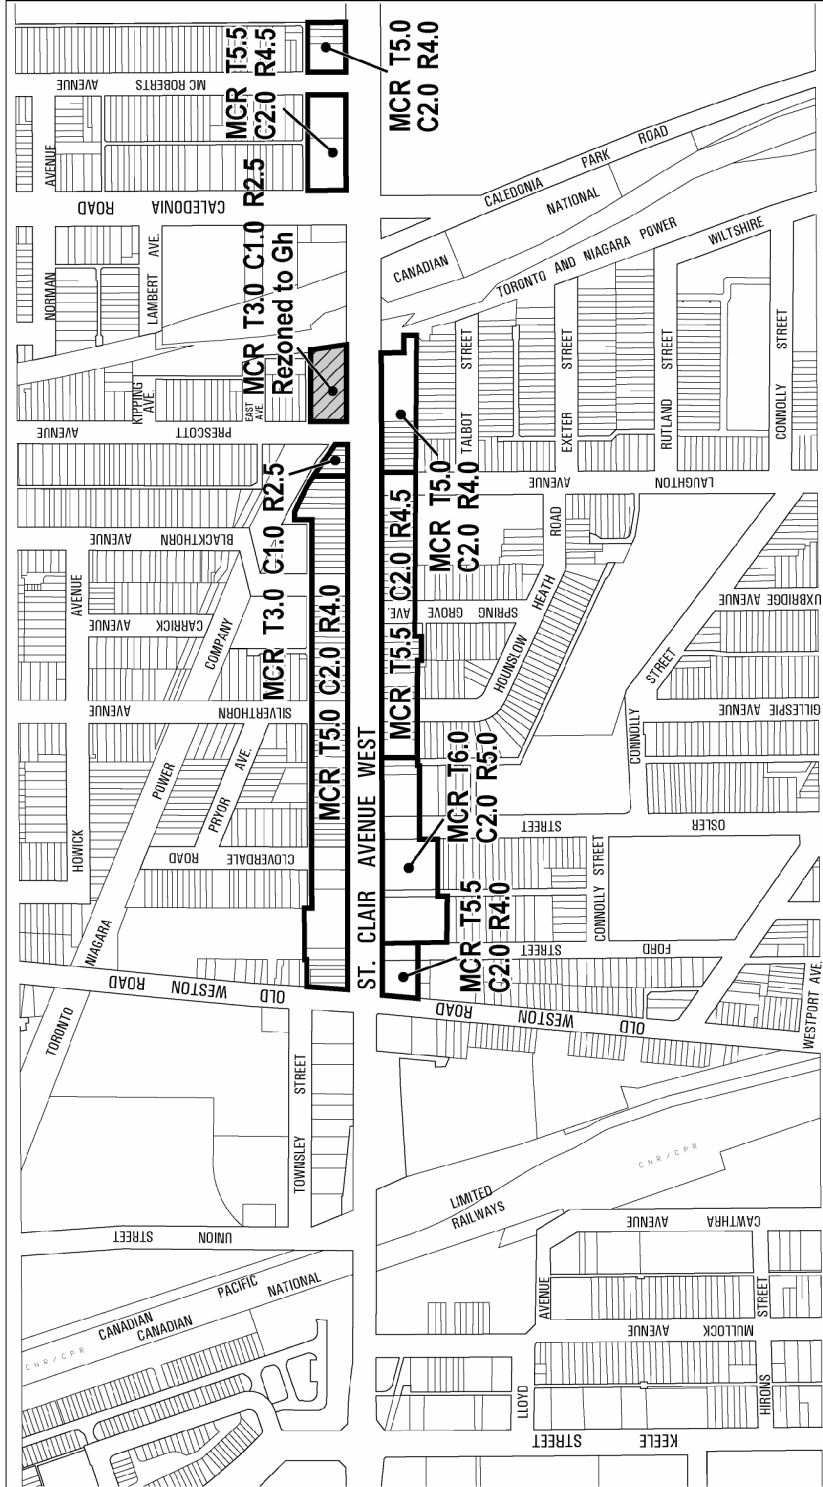 MCR T5.5
C2.0 R4.5
MCR T5.0
C2.0 R4.0
MC ROBERTS AVENUE
AVENUE
CALEDONIA ROAD
MCR T3.0 C1.0 R2.5
Rezoned to Gh
CALEDONIA PARK ROAD
CANADIAN NATIONAL
TORONTO AND NIAGARA POWER
WILTSHIRE
NORMAN
LAMBERT AVE.
KIPPING AVE.
EAST AVE.
PRESCOTT AVENUE
TALBOT STREET
EXETER STREET
RUTLAND STREET
CONNOLLY STREET
LAUGHTON AVENUE
MCR T5.0
C2.0 R4.0
MCR T3.0 C1.0 R2.5
MCR T5.0 C2.0 R4.0
MCR T5.5 C2.0 R4.5
BLACKTHORN AVENUE
AVENUE
CARRICK AVENUE
COMPANY
SILVERTHORN AVENUE
POWER
PRYOR AVE.
HOWICK
CLOVERDALE ROAD
NIAGARA
TORONTO
SPRING GROVE AVE.
HOUNSLOW HEATH ROAD
UXBRIDGE AVENUE
GILLESPIE AVENUE
CONNOLLY STREET
OSLER STREET
CONNOLLY STREET
FORD STREET
WESTPORT AVE.
MCR T6.0
C2.0 R5.0
MCR T5.5
C2.0 R4.0
ST. CLAIR AVENUE WEST
OLD WESTON ROAD
OLD WESTON ROAD
TOWNSLEY STREET
UNION STREET
CANADIAN PACIFIC
CANADIAN NATIONAL
CNR/CPR
LIMITED
RAILWAYS
CNR/CPR
CAWTHRA AVENUE
MULLOCK AVENUE
LLOYD AVENUE
HIRONS STREET
KEELE STREET